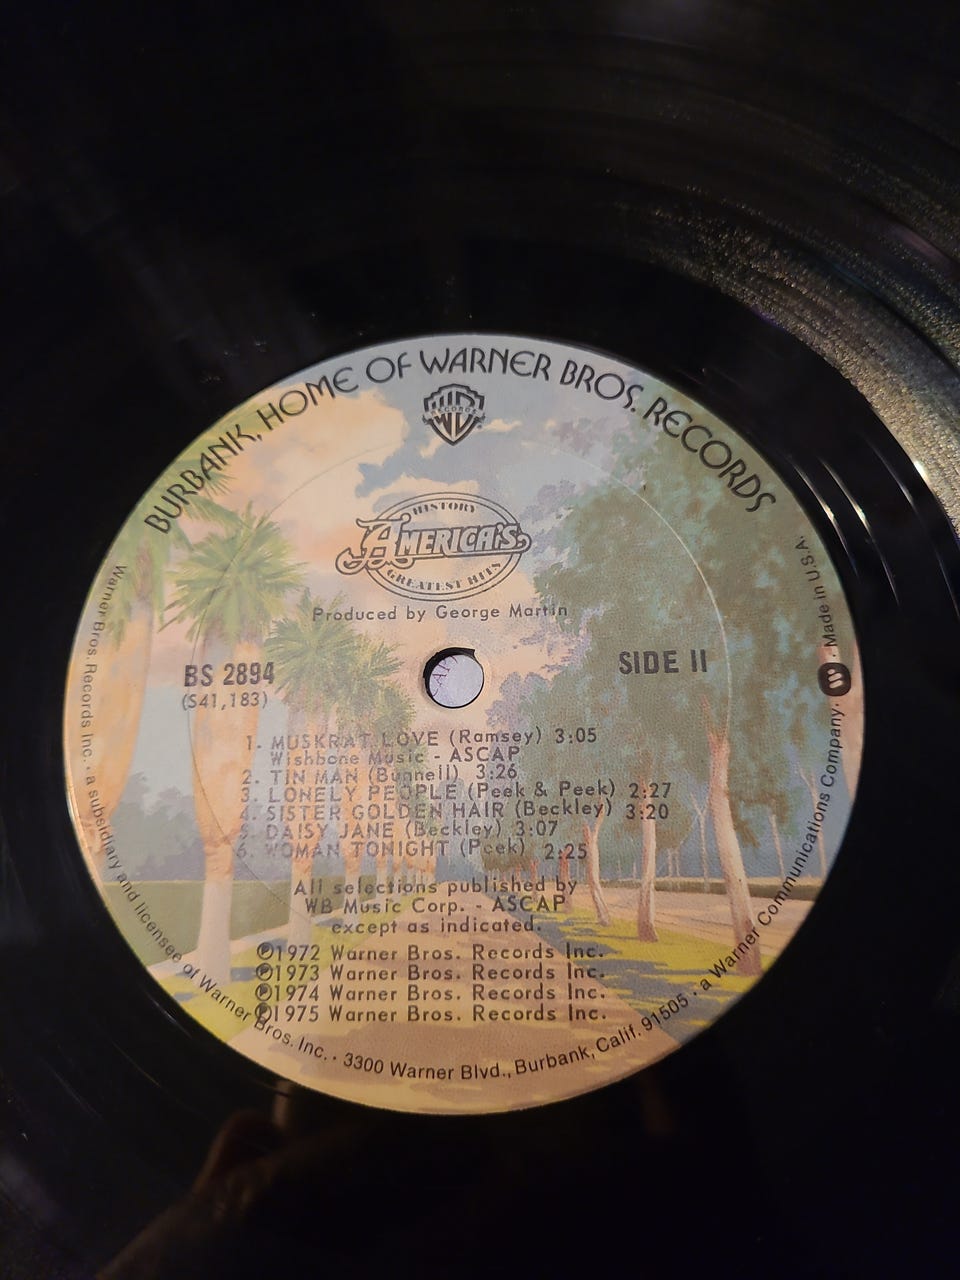 BURBANK, HOME OF WARNER BROS. RECORDS
W RECORDS
HISTORY
AMERICA'S
GREATEST HITS
Produced by George Martin
BS 2894
(S41,183)
SIDE II
1. MUSKRAT LOVE (Ramsey) 3:05
Wishbone Music - ASCAP
2. TIN MAN (Bunnell) 3:26
3. LONELY PEOPLE (Peek & Peek) 2:27
4. SISTER GOLDEN HAIR (Beckley) 3:20
5. DAISY JANE (Beckley) 3:07
6. WOMAN TONIGHT (Peek) 2:25
All selections published by
WB Music Corp. - ASCAP
except as indicated.
℗1972 Warner Bros. Records Inc.
℗1973 Warner Bros. Records Inc.
℗1974 Warner Bros. Records Inc.
℗1975 Warner Bros. Records Inc.
Warner Bros. Records Inc. · a subsidiary and licensee of Warner Bros. Inc. · 3300 Warner Blvd., Burbank, Calif. 91505 · a Warner Communications Company · Made in U.S.A.